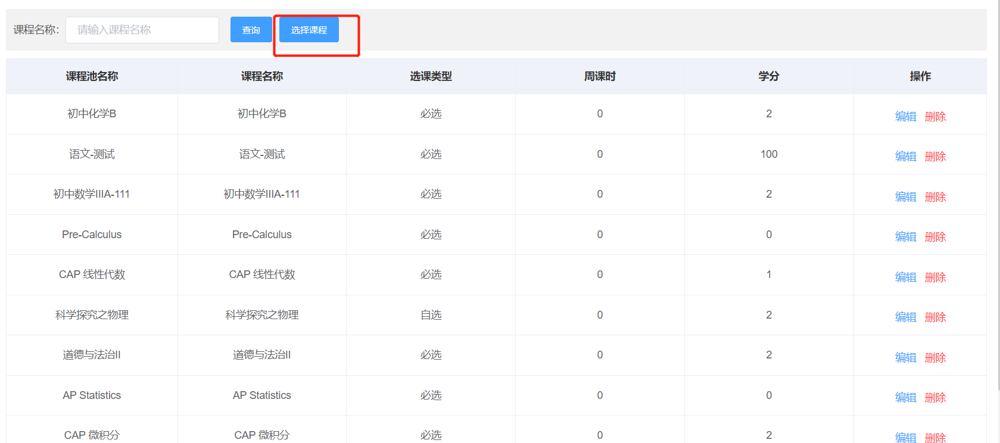 课程名称： 请输入课程名称 查询 选择课程
课程池名称 课程名称 选课类型 周课时 学分 操作
初中化学B 初中化学B 必选 0 2 编辑 删除
语文-测试 语文-测试 必选 0 100 编辑 删除
初中数学IIIA-111 初中数学IIIA-111 必选 0 2 编辑 删除
Pre-Calculus Pre-Calculus 必选 0 0 编辑 删除
CAP 线性代数 CAP 线性代数 必选 0 1 编辑 删除
科学探究之物理 科学探究之物理 自选 0 2 编辑 删除
道德与法治II 道德与法治II 必选 0 2 编辑 删除
AP Statistics AP Statistics 必选 0 0 编辑 删除
CAP 微积分 CAP 微积分 必选 0 2 编辑 删除